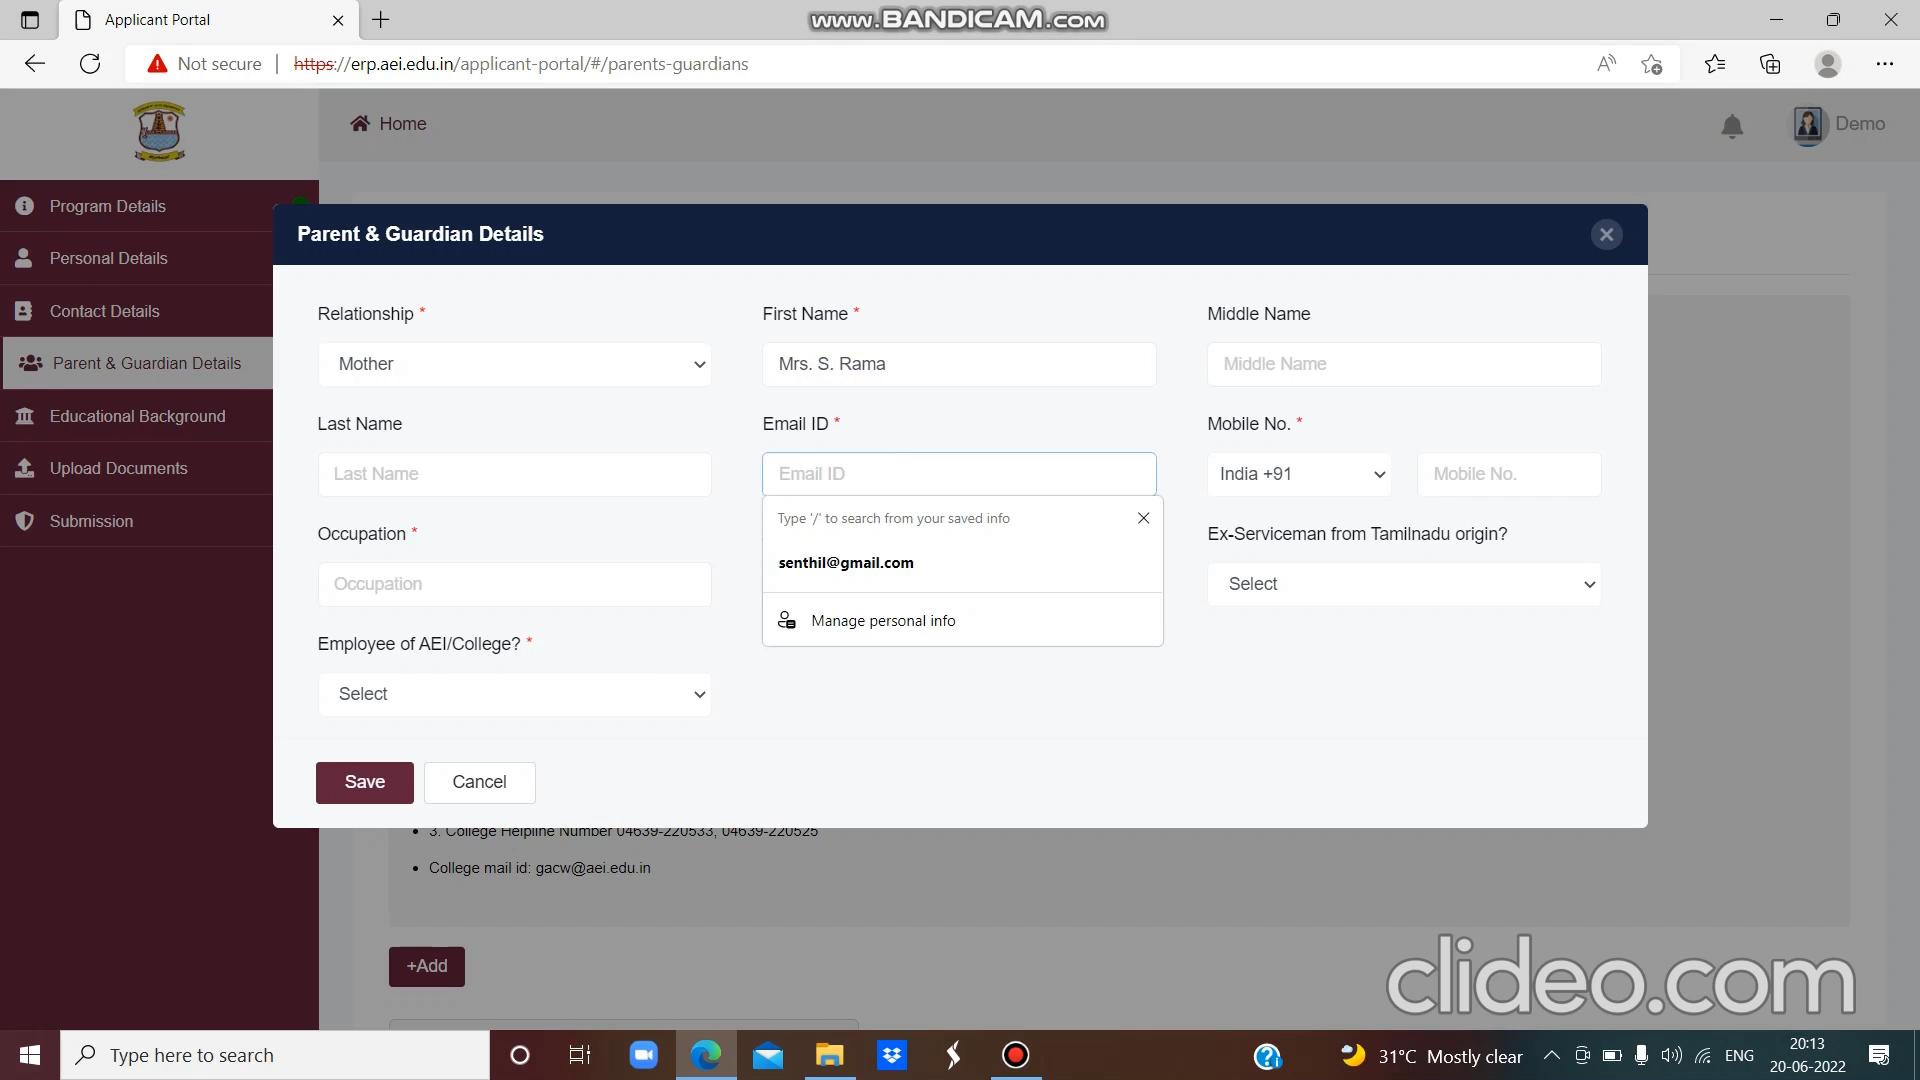 Applicant Portal
www.BANDICAM.com
Not secure
https://erp.aei.edu.in/applicant-portal/#/parents-guardians
Home
Demo
Program Details
Personal Details
Contact Details
Parent & Guardian Details
Educational Background
Upload Documents
Submission
Parent & Guardian Details
Relationship *
First Name *
Middle Name
Mother
Mrs. S. Rama
Middle Name
Last Name
Email ID *
Mobile No. *
Last Name
Email ID
India +91
Mobile No.
Type '/' to search from your saved info
Occupation *
Ex-Serviceman from Tamilnadu origin?
senthil@gmail.com
Occupation
Select
Manage personal info
Employee of AEI/College? *
Select
Save
Cancel
3. College Helpline Number 04639-220533, 04639-220525
College mail id: gacw@aei.edu.in
+Add
clideo.com
Type here to search
31°C Mostly clear
ENG
20:13
20-06-2022